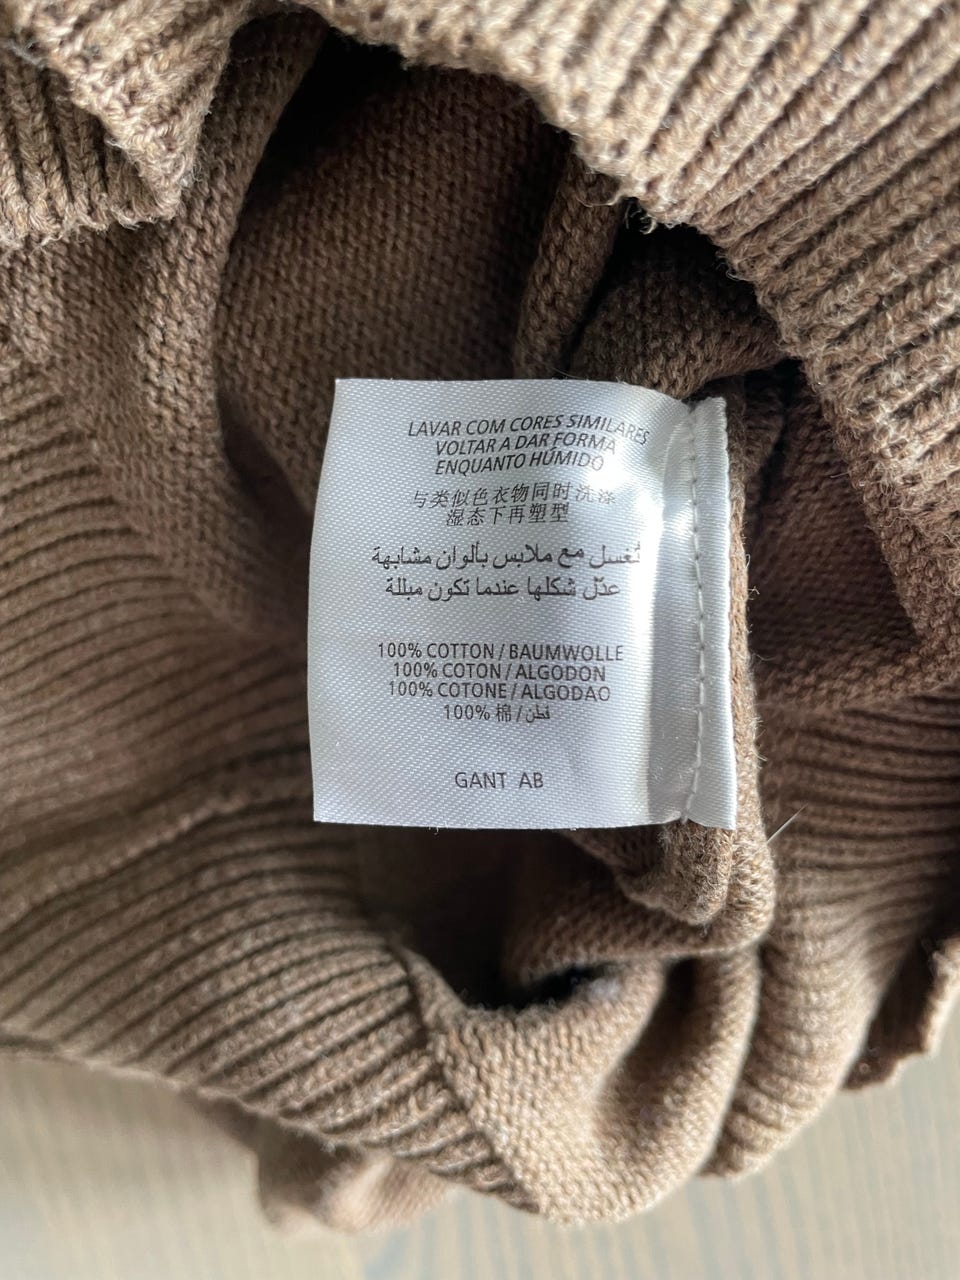 LAVAR COM CORES SIMILARES
VOLTAR A DAR FORMA
ENQUANTO HÚMIDO
与类似色衣物同时洗涤
湿态下再塑型
تُغسل مع ملابس بألوان مشابهة
عدّل شكلها عندما تكون مبللة
100% COTTON / BAUMWOLLE
100% COTON / ALGODON
100% COTONE / ALGODAO
100% 棉 / قطن
GANT AB